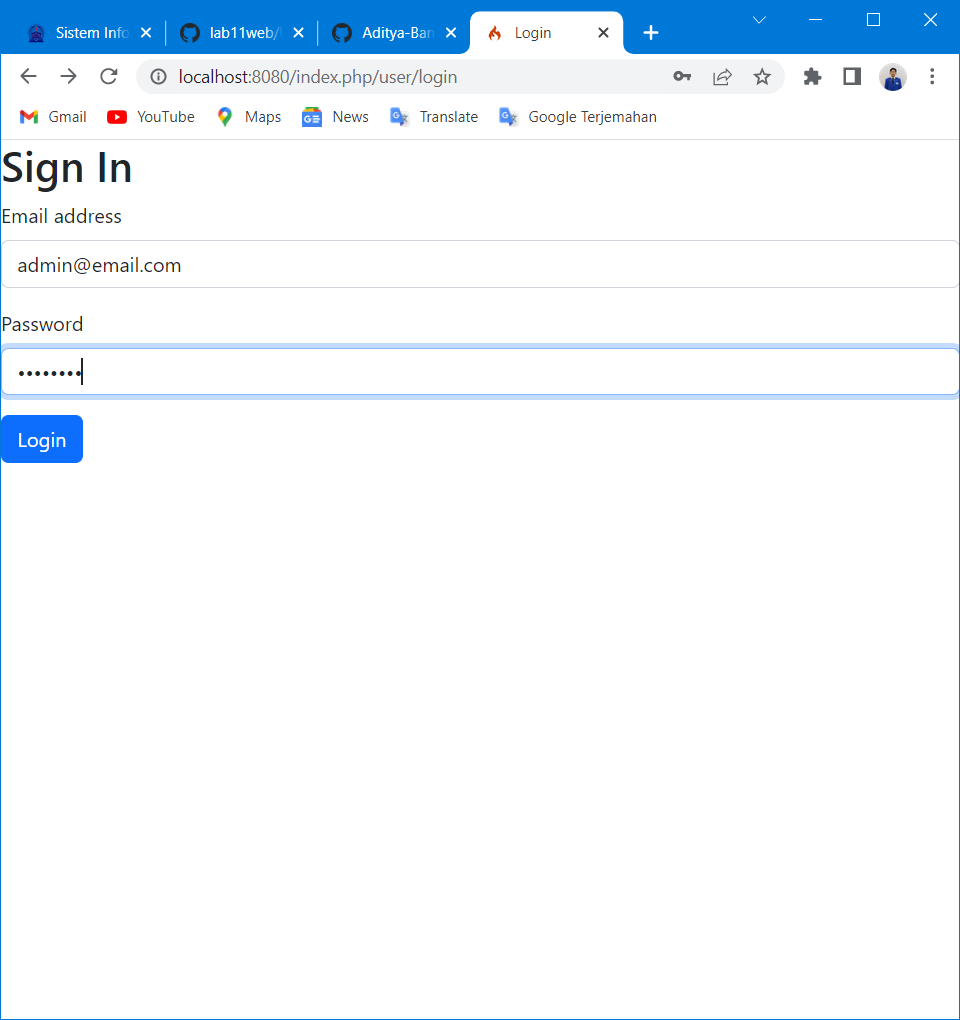 Sistem Info
lab11web/
Aditya-Ban
Login
localhost:8080/index.php/user/login
Gmail
YouTube
Maps
News
Translate
Google Terjemahan
Sign In
Email address
admin@email.com
Password
••••••••
Login